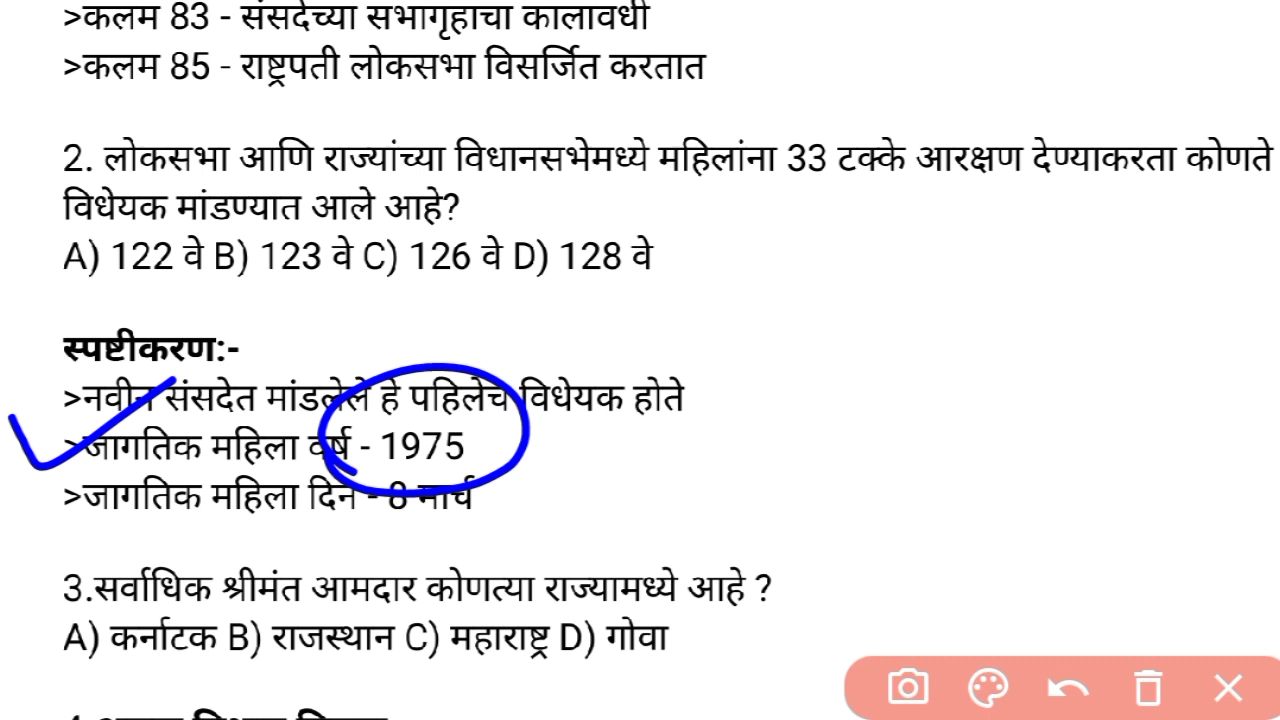 >कलम 83 - संसदेच्या सभागृहाचा कालावधी
>कलम 85 - राष्ट्रपती लोकसभा विसर्जित करतात
2. लोकसभा आणि राज्यांच्या विधानसभेमध्ये महिलांना 33 टक्के आरक्षण देण्याकरता कोणते
विधेयक मांडण्यात आले आहे?
A) 122 वे B) 123 वे C) 126 वे D) 128 वे
स्पष्टीकरण:-
>नवीन संसदेत मांडलेले हे पहिलेच विधेयक होते
>जागतिक महिला वर्ष - 1975
>जागतिक महिला दिन - 8 मार्च
3.सर्वाधिक श्रीमंत आमदार कोणत्या राज्यामध्ये आहे ?
A) कर्नाटक B) राजस्थान C) महाराष्ट्र D) गोवा